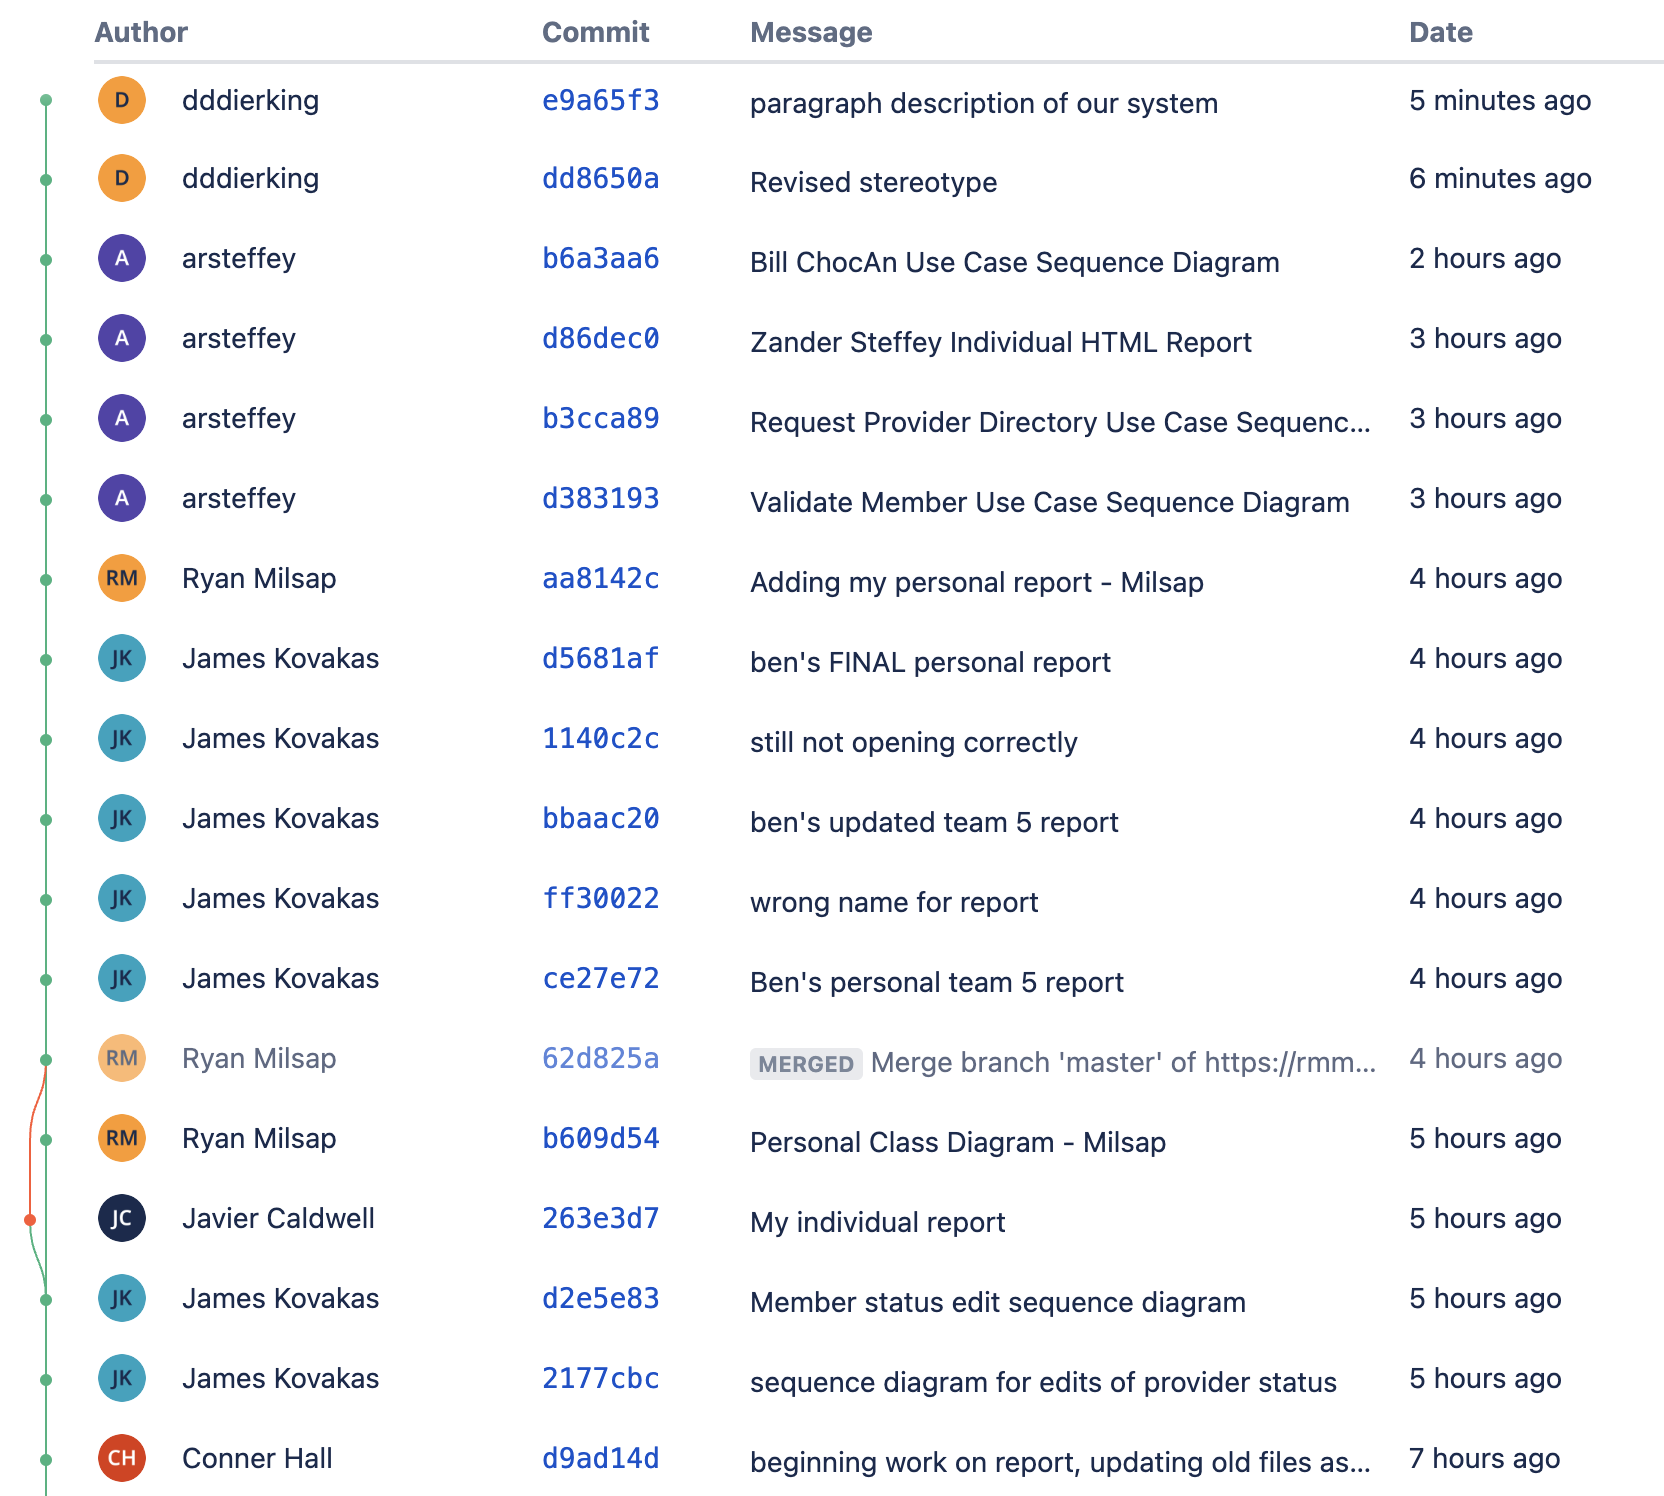 Author Commit Message Date
D dddierking e9a65f3 paragraph description of our system 5 minutes ago
D dddierking dd8650a Revised stereotype 6 minutes ago
A arsteffey b6a3aa6 Bill ChocAn Use Case Sequence Diagram 2 hours ago
A arsteffey d86dec0 Zander Steffey Individual HTML Report 3 hours ago
A arsteffey b3cca89 Request Provider Directory Use Case Sequenc... 3 hours ago
A arsteffey d383193 Validate Member Use Case Sequence Diagram 3 hours ago
RM Ryan Milsap aa8142c Adding my personal report - Milsap 4 hours ago
JK James Kovakas d5681af ben's FINAL personal report 4 hours ago
JK James Kovakas 1140c2c still not opening correctly 4 hours ago
JK James Kovakas bbaac20 ben's updated team 5 report 4 hours ago
JK James Kovakas ff30022 wrong name for report 4 hours ago
JK James Kovakas ce27e72 Ben's personal team 5 report 4 hours ago
RM Ryan Milsap 62d825a MERGED Merge branch 'master' of https://rmm... 4 hours ago
RM Ryan Milsap b609d54 Personal Class Diagram - Milsap 5 hours ago
JC Javier Caldwell 263e3d7 My individual report 5 hours ago
JK James Kovakas d2e5e83 Member status edit sequence diagram 5 hours ago
JK James Kovakas 2177cbc sequence diagram for edits of provider status 5 hours ago
CH Conner Hall d9ad14d beginning work on report, updating old files as... 7 hours ago